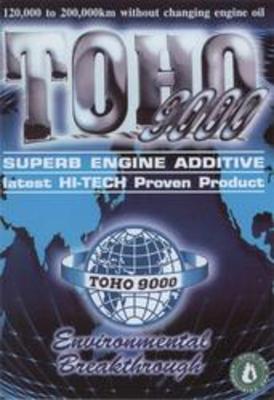 120,000 to 200,000km without changing engine oil
TOHO
9000
SUPERB ENGINE ADDITIVE
latest HI-TECH Proven Product
TOHO 9000
Environmental
Breakthrough